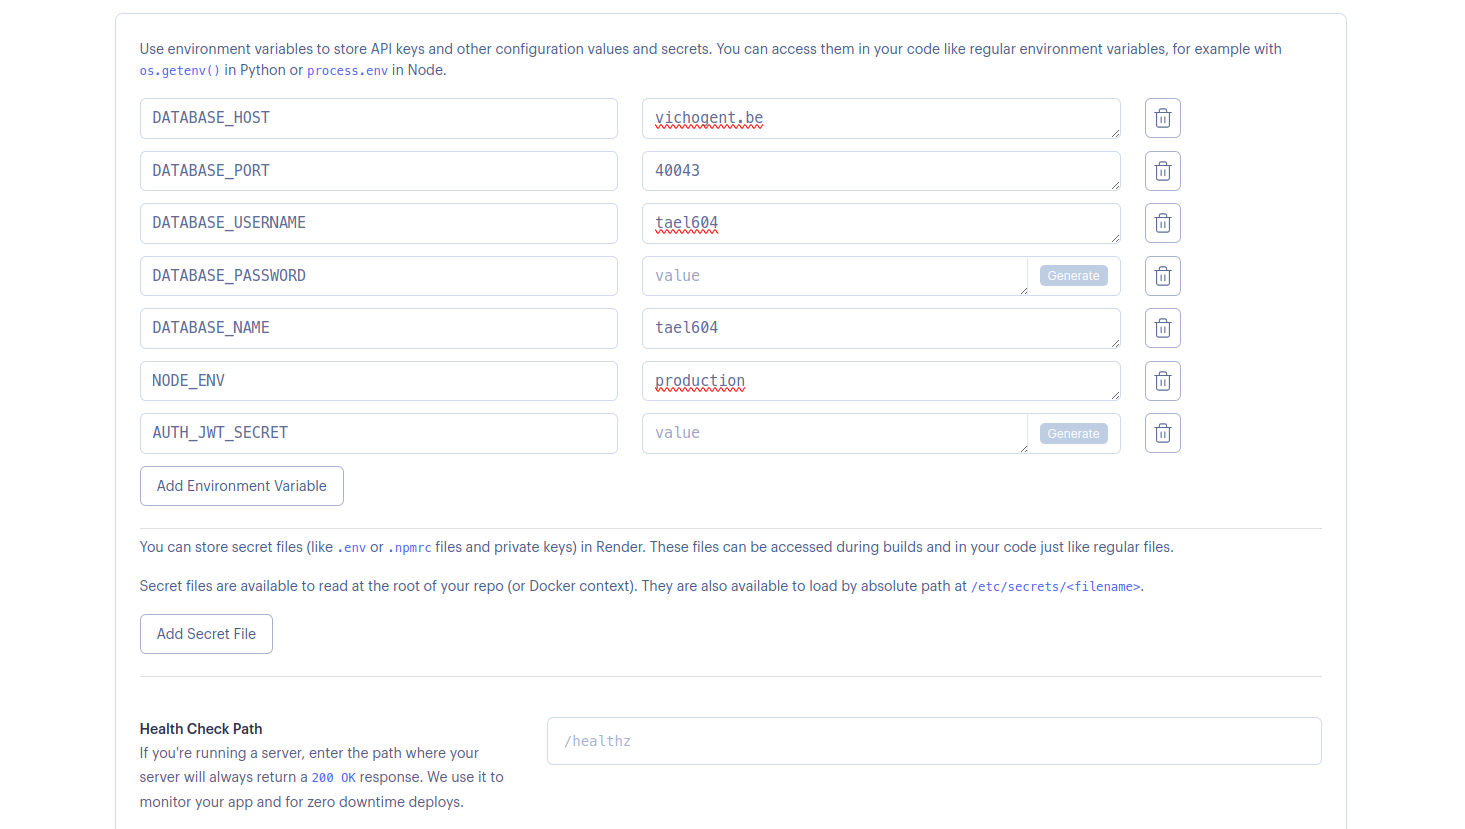 Use environment variables to store API keys and other configuration values and secrets. You can access them in your code like regular environment variables, for example with
os.getenv() in Python or process.env in Node.
DATABASE_HOST vichogent.be
DATABASE_PORT 40043
DATABASE_USERNAME tael604
DATABASE_PASSWORD value Generate
DATABASE_NAME tael604
NODE_ENV production
AUTH_JWT_SECRET value Generate
Add Environment Variable
You can store secret files (like .env or .npmrc files and private keys) in Render. These files can be accessed during builds and in your code just like regular files.
Secret files are available to read at the root of your repo (or Docker context). They are also available to load by absolute path at /etc/secrets/<filename>.
Add Secret File
Health Check Path
/healthz
If you're running a server, enter the path where your
server will always return a 200 OK response. We use it to
monitor your app and for zero downtime deploys.